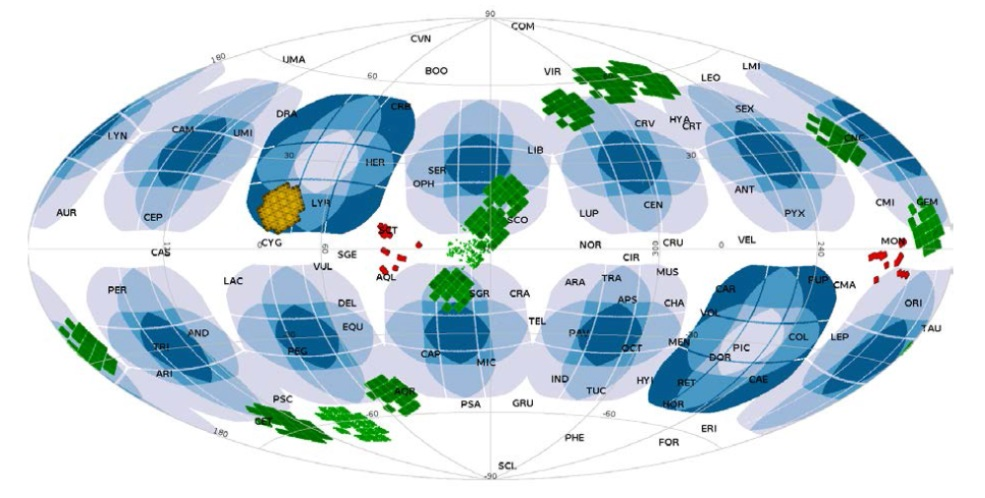 90
COM
CVN
UMA
180
BOO
60
VIR
LEO
LMI
DRA
CRB
SEX
LYN
CAM
UMI
CRV
HYA
CRT
CNC
30
HER
LIB
30
SER
OPH
ANT
AUR
CEP
LYR
SCO
LUP
CEN
PYX
CMI
GEM
SCT
CYG
0
60
SGE
NOR
CRU
VEL
0
240
MON
CAS
VUL
AQL
CIR
MUS
PER
LAC
SGR
CRA
ARA
TRA
CAR
PUP
CMA
DEL
APS
CHA
VOL
ORI
EQU
TEL
AND
PAV
-30
COL
LEP
TAU
TRI
PEG
CAP
MIC
OCT
MEN
PIC
DOR
ARI
IND
TUC
HYI
RET
CAE
PSC
AQR
PSA
GRU
HOR
CET
-60
-60
ERI
180
PHE
FOR
SCL
-90